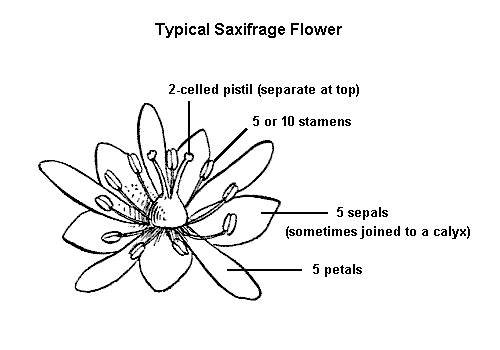 Typical Saxifrage Flower
2-celled pistil (separate at top)
5 or 10 stamens
5 sepals
(sometimes joined to a calyx)
5 petals